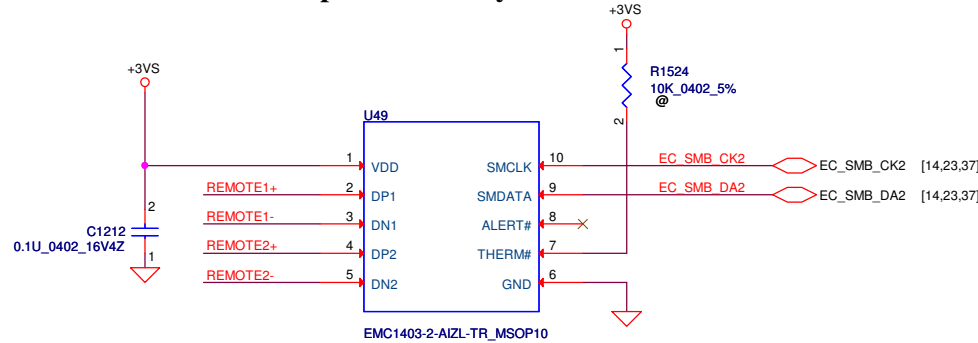 +3VS
+3VS
1
R1524
10K_0402_5%
@
2
U49
1 VDD SMCLK 10 EC_SMB_CK2 EC_SMB_CK2 [14,23,37]
REMOTE1+ 2 DP1 SMDATA 9 EC_SMB_DA2 EC_SMB_DA2 [14,23,37]
REMOTE1- 3 DN1 ALERT# 8
2
C1212
0.1U_0402_16V4Z
1
REMOTE2+ 4 DP2 THERM# 7
REMOTE2- 5 DN2 GND 6
EMC1403-2-AIZL-TR_MSOP10